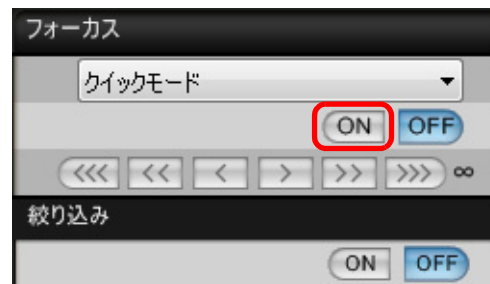 フォーカス
クイックモード
ON OFF
<<< << < > >> >>> ∞
絞り込み
ON OFF